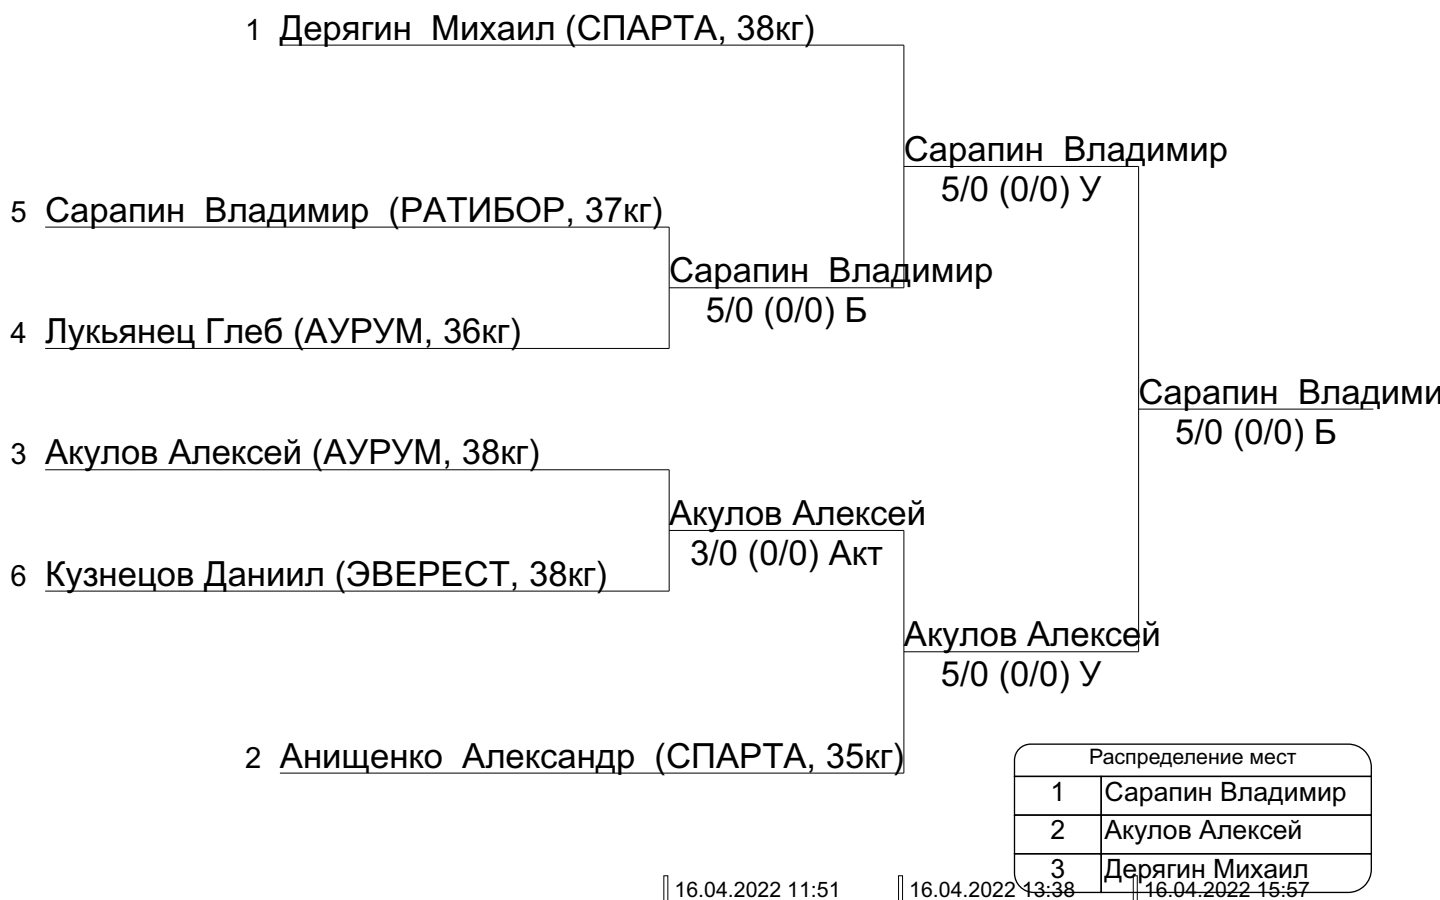 1 Дерягин Михаил (СПАРТА, 38кг)
Сарапин Владимир
5/0 (0/0) У
5 Сарапин Владимир (РАТИБОР, 37кг)
Сарапин Владимир
5/0 (0/0) Б
4 Лукьянец Глеб (АУРУМ, 36кг)
Сарапин Владими
5/0 (0/0) Б
3 Акулов Алексей (АУРУМ, 38кг)
Акулов Алексей
3/0 (0/0) Акт
6 Кузнецов Даниил (ЭВЕРЕСТ, 38кг)
Акулов Алексей
5/0 (0/0) У
2 Анищенко Александр (СПАРТА, 35кг)
Распределение мест
1 Сарапин Владимир
2 Акулов Алексей
3 Дерягин Михаил
16.04.2022 11:51 16.04.2022 13:38 16.04.2022 15:57